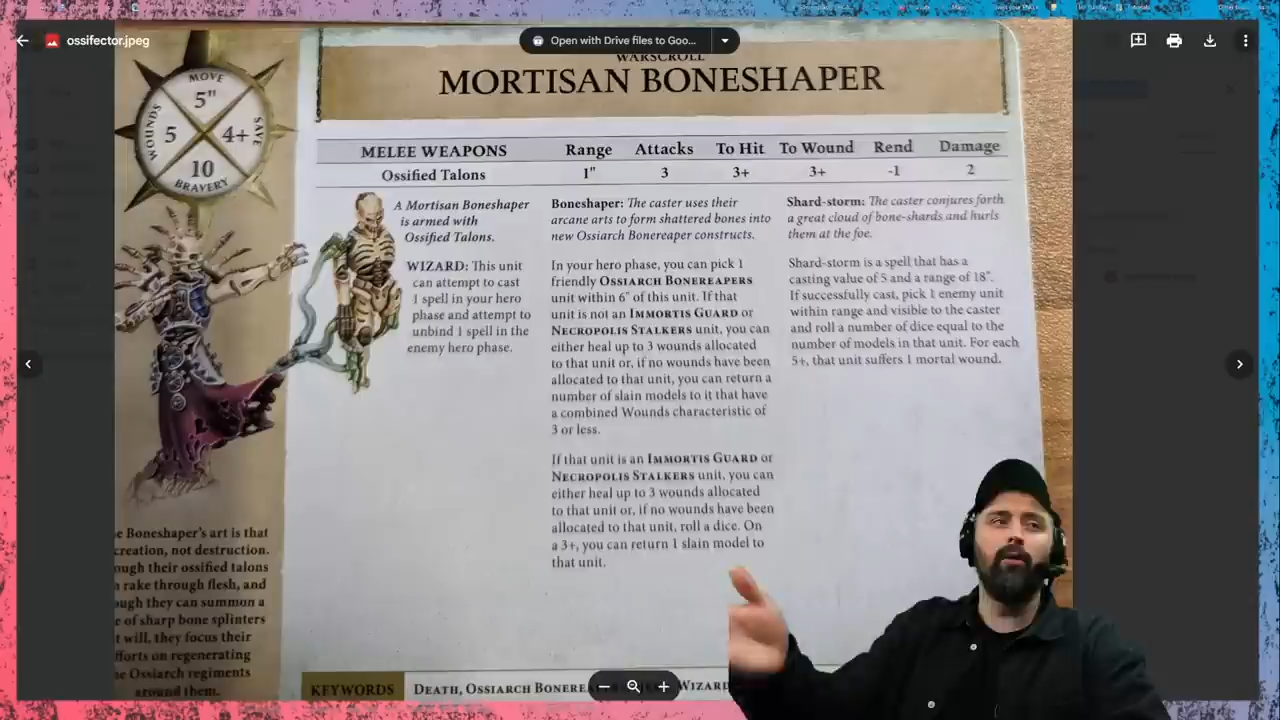 ossifector.jpeg
Open with Drive files to Goo...
WARSCROLL
MORTISAN BONESHAPER
MOVE
5"
WOUNDS
5
4+
SAVE
10
BRAVERY
MELEE WEAPONS Range Attacks To Hit To Wound Rend Damage
Ossified Talons 1" 3 3+ 3+ -1 2
A Mortisan Boneshaper
is armed with
Ossified Talons.
WIZARD: This unit
can attempt to cast
1 spell in your hero
phase and attempt to
unbind 1 spell in the
enemy hero phase.
Boneshaper: The caster uses their
arcane arts to form shattered bones into
new Ossiarch Bonereaper constructs.
In your hero phase, you can pick 1
friendly OSSIARCH BONEREAPERS
unit within 6" of this unit. If that
unit is not an IMMORTIS GUARD or
NECROPOLIS STALKERS unit, you can
either heal up to 3 wounds allocated
to that unit or, if no wounds have been
allocated to that unit, you can return a
number of slain models to it that have
a combined Wounds characteristic of
3 or less.
If that unit is an IMMORTIS GUARD or
NECROPOLIS STALKERS unit, you can
either heal up to 3 wounds allocated
to that unit or, if no wounds have been
allocated to that unit, roll a dice. On
a 3+, you can return 1 slain model to
that unit.
Shard-storm: The caster conjures forth
a great cloud of bone-shards and hurls
them at the foe.
Shard-storm is a spell that has a
casting value of 5 and a range of 18".
If successfully cast, pick 1 enemy unit
within range and visible to the caster
and roll a number of dice equal to the
number of models in that unit. For each
5+, that unit suffers 1 mortal wound.
e Boneshaper's art is that
creation, not destruction.
ough their ossified talons
n rake through flesh, and
ough they can summon a
e of sharp bone splinters
t will, they focus their
fforts on regenerating
he Ossiarch regiments
around them.
KEYWORDS DEATH, OSSIARCH WIZARD